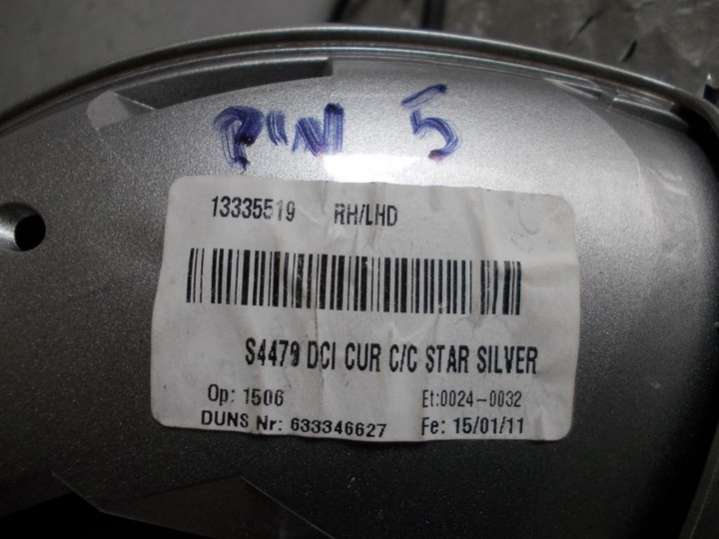 PIN 5
13335519 RH/LHD
S4479 DCI CUR C/C STAR SILVER
Op: 1506 Et:0024-0032
DUNS Nr: 633346627 Fe: 15/01/11